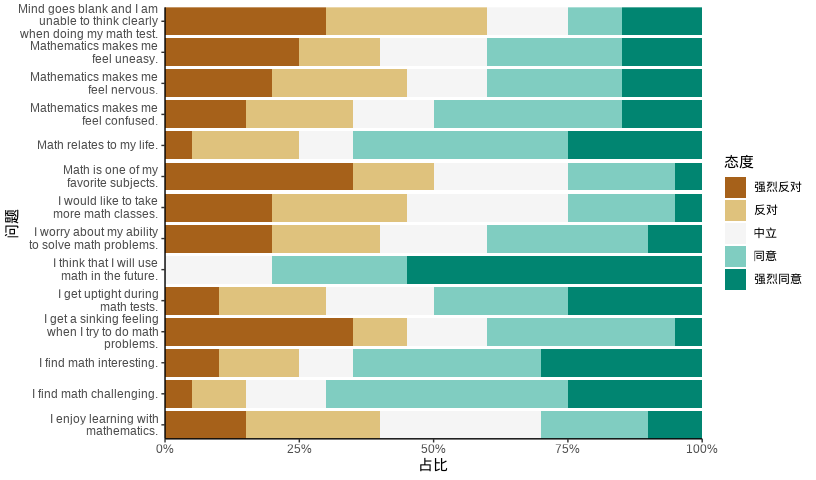 Mind goes blank and I am
unable to think clearly
when doing my math test.
Mathematics makes me
feel uneasy.
Mathematics makes me
feel nervous.
Mathematics makes me
feel confused.
Math relates to my life.
Math is one of my
favorite subjects.
I would like to take
more math classes.
I worry about my ability
to solve math problems.
I think that I will use
math in the future.
I get uptight during
math tests.
I get a sinking feeling
when I try to do math
problems.
I find math interesting.
I find math challenging.
I enjoy learning with
mathematics.
问题
0%
25%
50%
75%
100%
占比
态度
强烈反对
反对
中立
同意
强烈同意